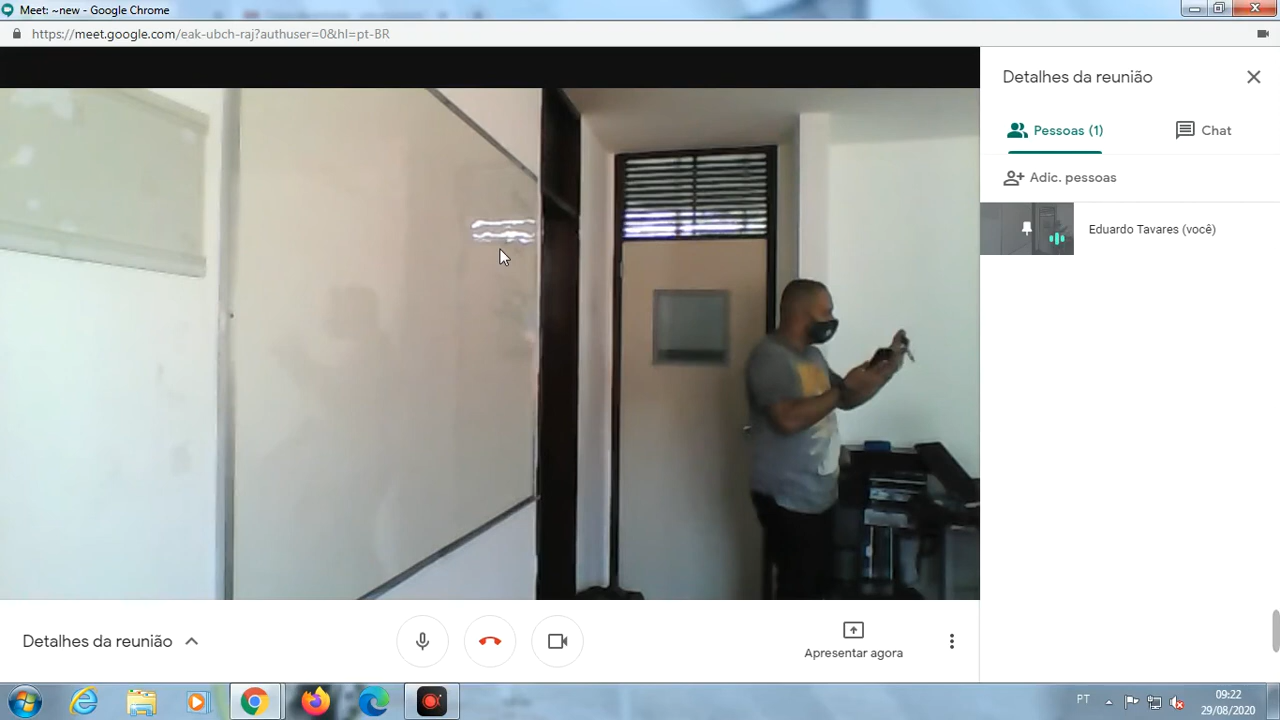 Meet: ~new - Google Chrome
https://meet.google.com/eak-ubch-raj?authuser=0&hl=pt-BR
Detalhes da reunião
Pessoas (1)
Chat
Adic. pessoas
Eduardo Tavares (você)
Detalhes da reunião
Apresentar agora
PT
09:22
29/08/2020